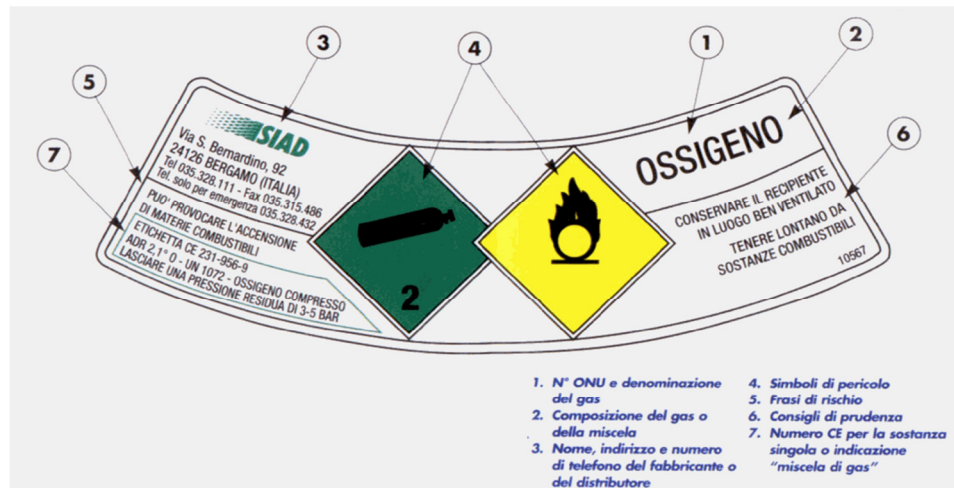 3
4
1
2
5
7
6
SIAD
Via S. Bernardino, 92
24126 BERGAMO (ITALIA)
Tel 035.328.111 - Fax 035.315.486
Tel. solo per emergenza 035.328.432
PUO' PROVOCARE L'ACCENSIONE
DI MATERIE COMBUSTIBILI
ETICHETTA CE 231-956-9
ADR 2,1° O - UN 1072 - OSSIGENO COMPRESSO
LASCIARE UNA PRESSIONE RESIDUA DI 3-5 BAR
2
OSSIGENO
CONSERVARE IL RECIPIENTE
IN LUOGO BEN VENTILATO
TENERE LONTANO DA
SOSTANZE COMBUSTIBILI
10567
1. N° ONU e denominazione
del gas
2. Composizione del gas o
della miscela
3. Nome, indirizzo e numero
di telefono del fabbricante o
del distributore
4. Simboli di pericolo
5. Frasi di rischio
6. Consigli di prudenza
7. Numero CE per la sostanza
singola o indicazione
"miscela di gas"